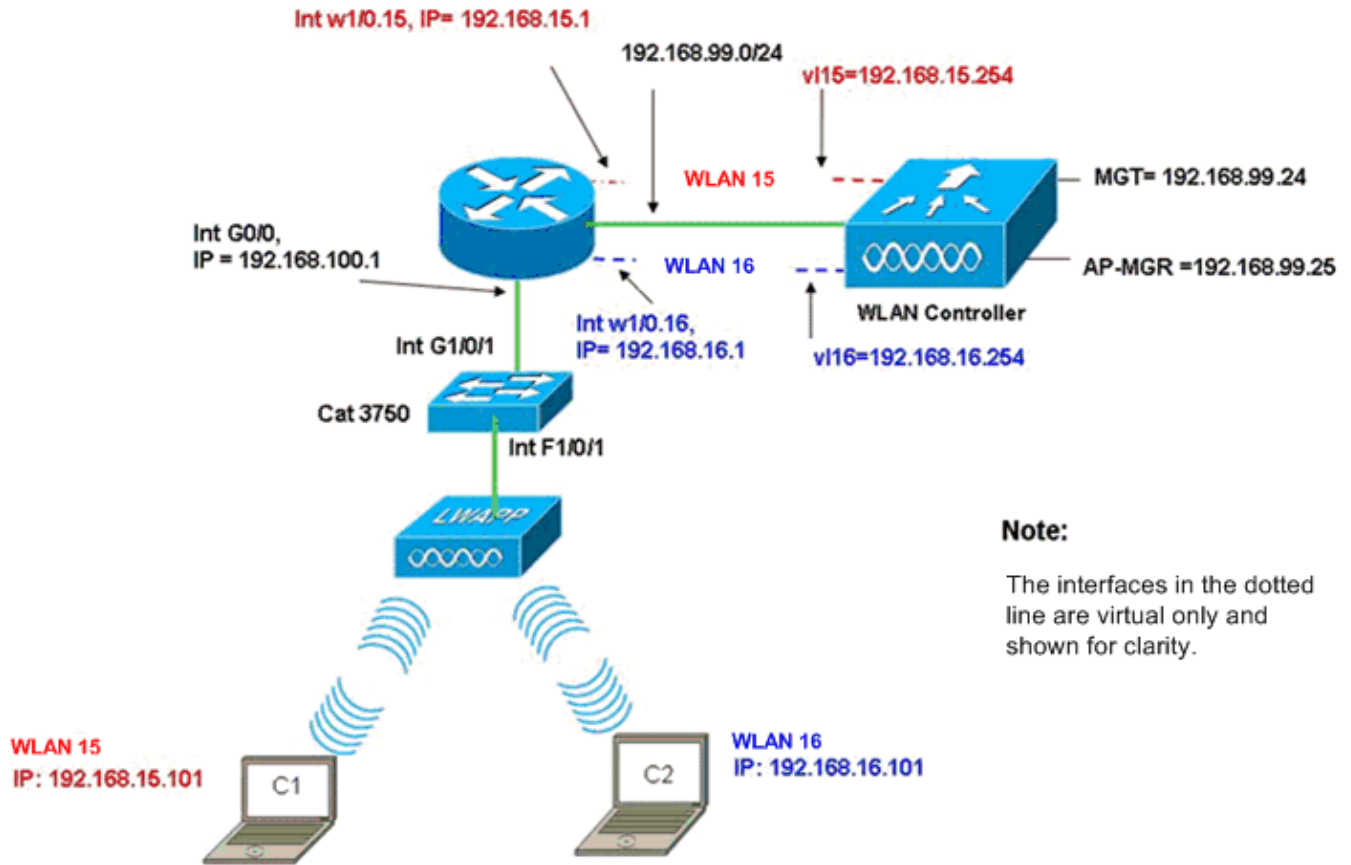 Int w1/0.15, IP= 192.168.15.1
192.168.99.0/24
vl15=192.168.15.254
WLAN 15
MGT= 192.168.99.24
Int G0/0,
IP = 192.168.100.1
WLAN 16
AP-MGR =192.168.99.25
WLAN Controller
Int w1/0.16,
IP= 192.168.16.1
vl16=192.168.16.254
Int G1/0/1
Cat 3750
Int F1/0/1
LWAPP
Note:
The interfaces in the dotted
line are virtual only and
shown for clarity.
WLAN 15
IP: 192.168.15.101
C1
WLAN 16
IP: 192.168.16.101
C2